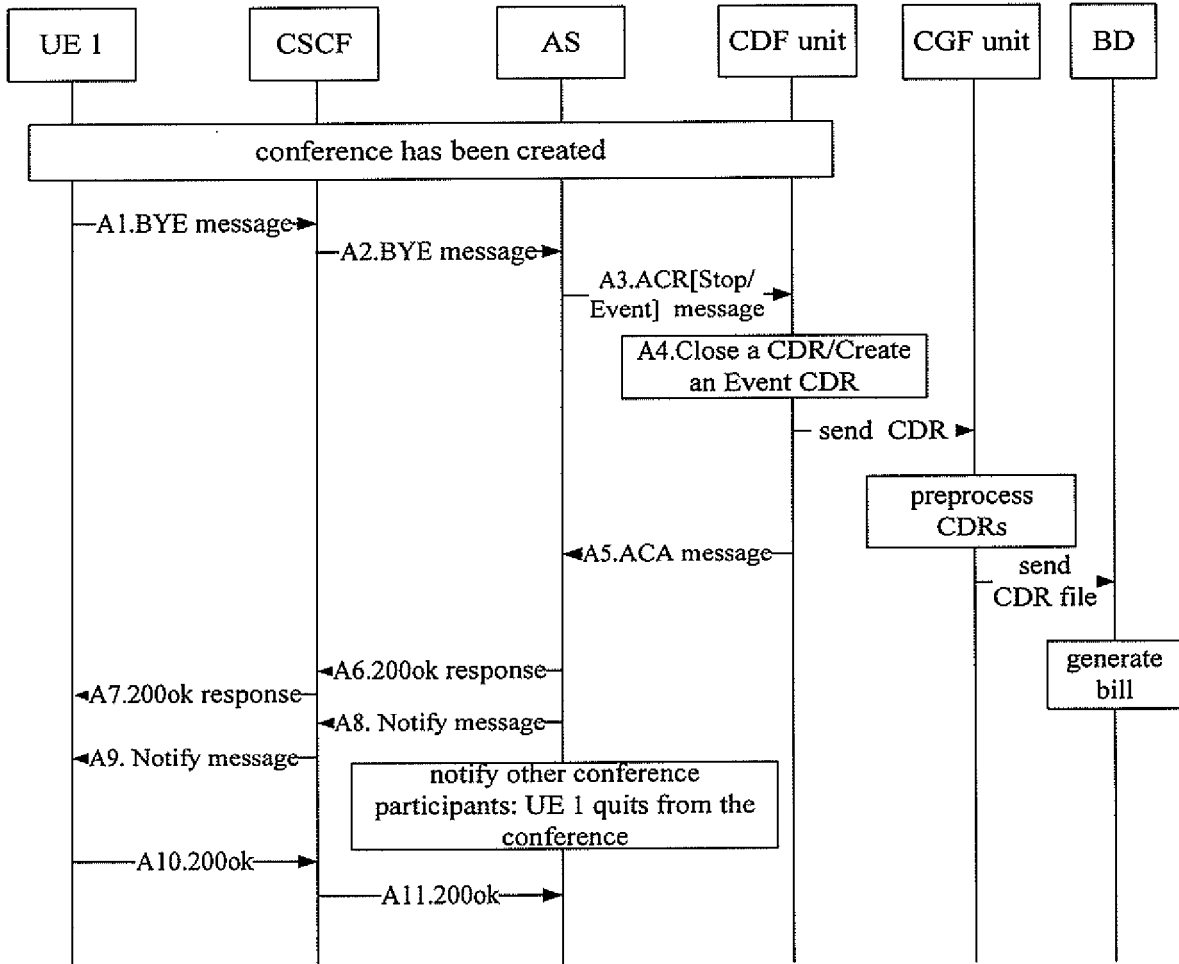 UE 1
CSCF
AS
CDF unit
CGF unit
BD
conference has been created
A1.BYE message
A2.BYE message
A3.ACR[Stop/
Event] message
A4.Close a CDR/Create
an Event CDR
send CDR
preprocess
CDRs
A5.ACA message
send
CDR file
A6.200ok response
generate
bill
A7.200ok response
A8. Notify message
A9. Notify message
notify other conference
participants: UE 1 quits from the
conference
A10.200ok
A11.200ok